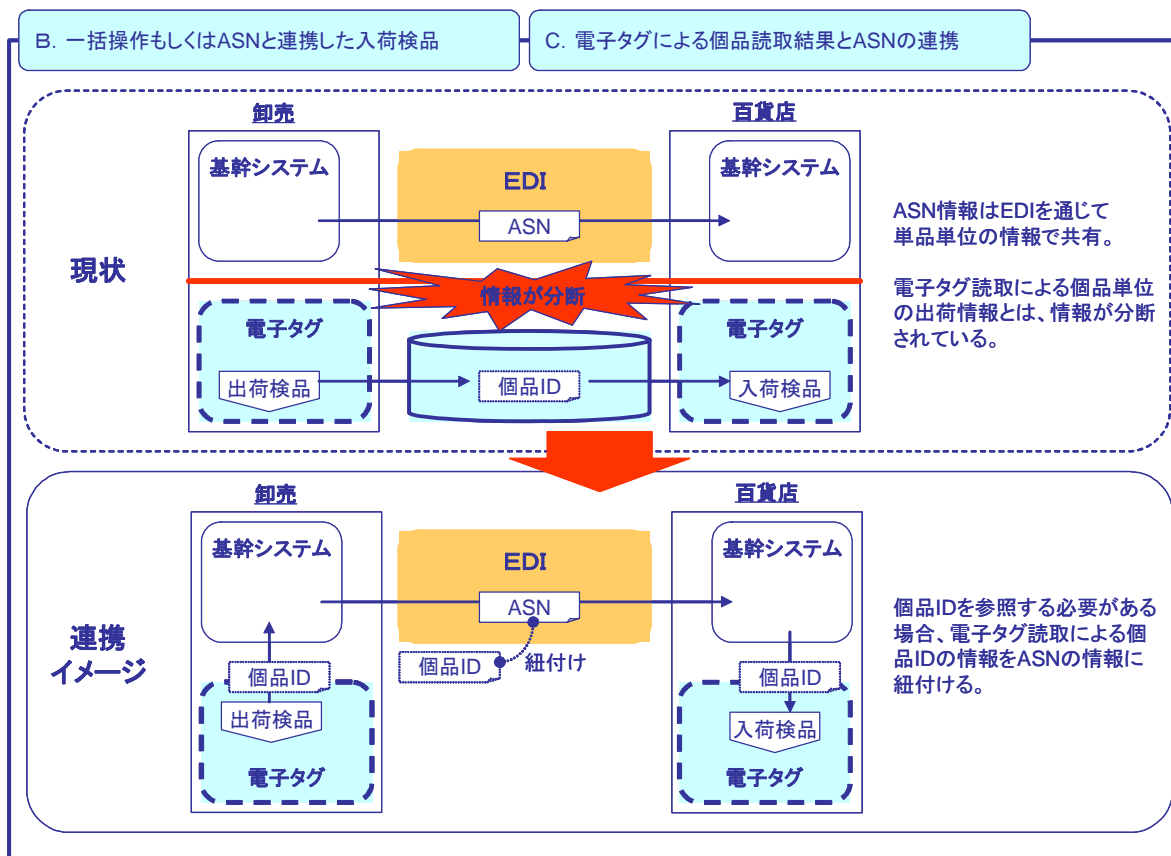 B. 一括操作もしくはASNと連携した入荷検品
C. 電子タグによる個品読取結果とASNの連携
現状
卸売
百貨店
基幹システム
EDI
基幹システム
ASN
情報が分断
電子タグ
電子タグ
出荷検品
個品ID
入荷検品
ASN情報はEDIを通じて
単品単位の情報で共有。
電子タグ読取による個品単位
の出荷情報とは、情報が分断
されている。
連携
イメージ
卸売
百貨店
基幹システム
EDI
基幹システム
ASN
個品ID
紐付け
個品ID
個品ID
出荷検品
入荷検品
電子タグ
電子タグ
個品IDを参照する必要がある
場合、電子タグ読取による個
品IDの情報をASNの情報に
紐付ける。